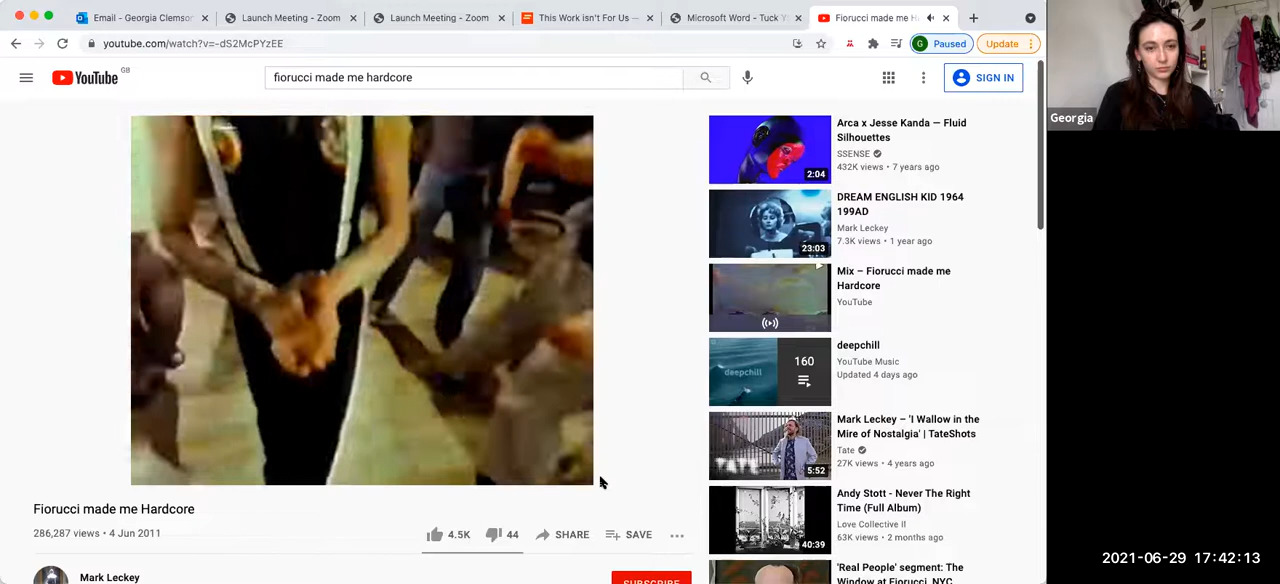 Email - Georgia Clemson
Launch Meeting - Zoom
Launch Meeting - Zoom
This Work isn't For Us —
Microsoft Word - Tuck
Fiorucci made me H
youtube.com/watch?v=-dS2McPYzEE
G
Paused
Update
YouTube
GB
fiorucci made me hardcore
SIGN IN
Georgia
Arca x Jesse Kanda — Fluid
Silhouettes
SSENSE
432K views • 7 years ago
2:04
DREAM ENGLISH KID 1964
199AD
Mark Leckey
7.3K views • 1 year ago
23:03
Mix – Fiorucci made me
Hardcore
YouTube
deepchill
160
deepchill
YouTube Music
Updated 4 days ago
Mark Leckey – 'I Wallow in the
Mire of Nostalgia' | TateShots
Tate
27K views • 4 years ago
TATE
5:52
Andy Stott - Never The Right
Time (Full Album)
Love Collective II
63K views • 2 months ago
40:39
'Real People' segment: The
Window at Fiorucci, NYC
Fiorucci made me Hardcore
286,287 views • 4 Jun 2011
4.5K
44
SHARE
SAVE
Mark Leckey
SUBSCRIBE
2021-06-29 17:42:13